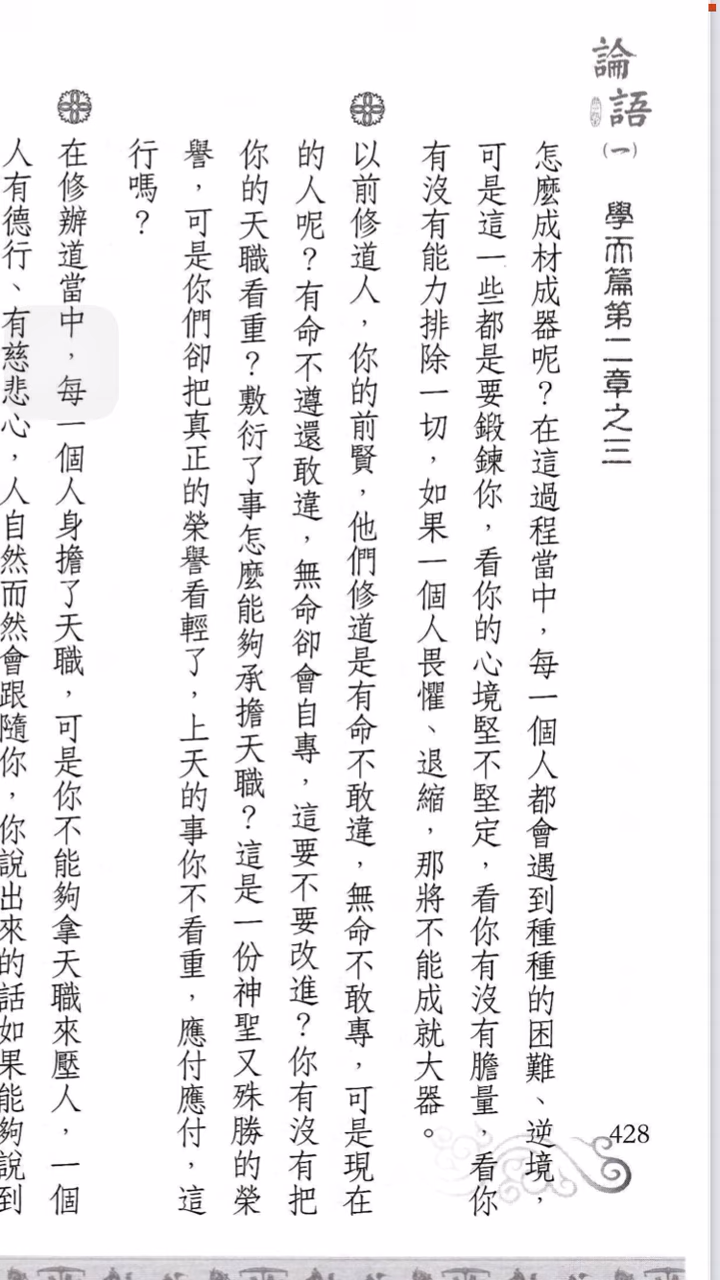 論語
(一)
學而篇第二章之三
怎麼成材成器呢？在這過程當中，每一個人都會遇到種種的困難、逆境，
可是這一些都是要鍛鍊你，看你的心境堅不堅定，看你有沒有膽量，看你
有沒有能力排除一切，如果一個人畏懼、退縮，那將不能成就大器。
以前修道人，你的前賢，他們修道是有命不敢違，無命不敢專，可是現在
的人呢？有命不遵還敢違，無命卻會自專，這要不要改進？你有沒有把
你的天職看重？敷衍了事怎麼能夠承擔天職？這是一份神聖又殊勝的榮
譽，可是你們卻把真正的榮譽看輕了，上天的事你不看重，應付應付，這
行嗎？
在修辦道當中，每一個人身擔了天職，可是你不能夠拿天職來壓人，一個
人有德行、有慈悲心，人自然而然會跟隨你，你說出來的話如果能夠說到
428